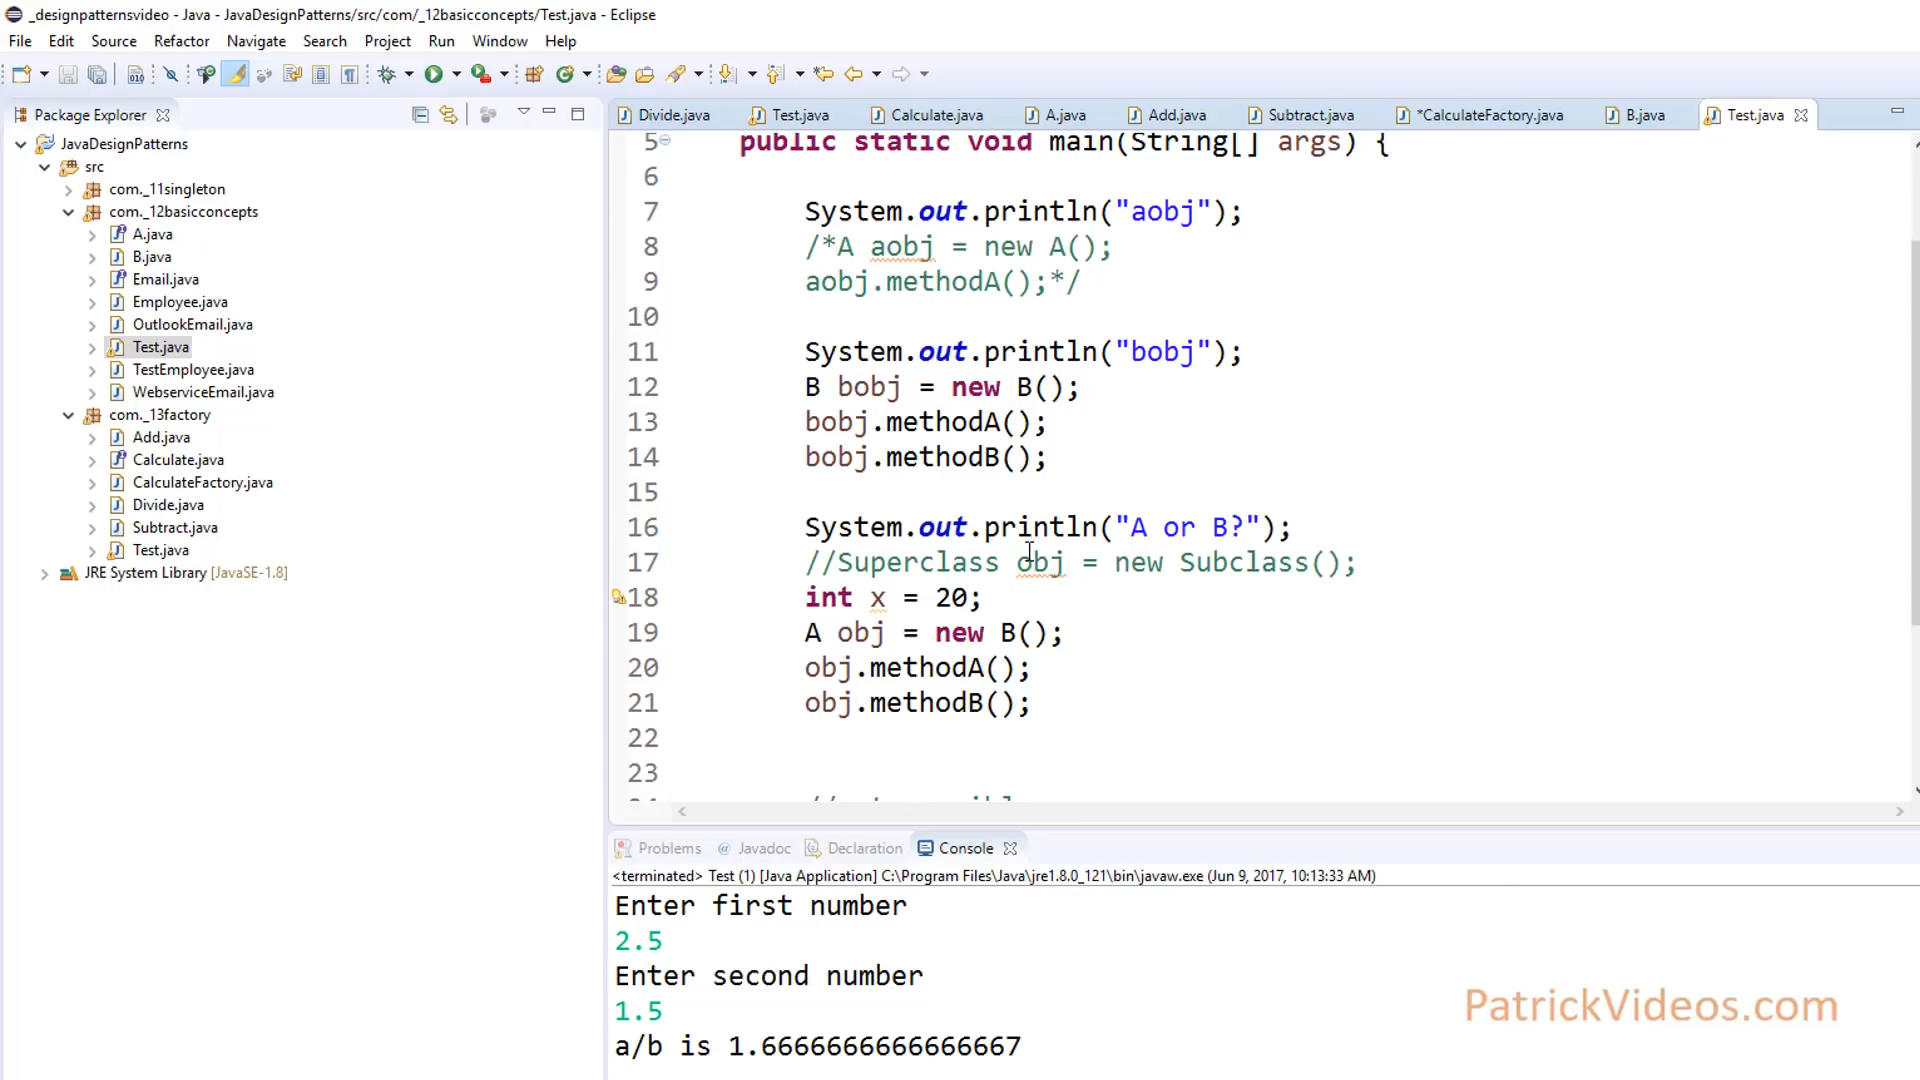 _designpatternsvideo - Java - JavaDesignPatterns/src/com/_12basicconcepts/Test.java - Eclipse
File Edit Source Refactor Navigate Search Project Run Window Help
Package Explorer
JavaDesignPatterns
src
com._11singleton
com._12basicconcepts
A.java
B.java
Email.java
Employee.java
OutlookEmail.java
Test.java
TestEmployee.java
WebserviceEmail.java
com._13factory
Add.java
Calculate.java
CalculateFactory.java
Divide.java
Subtract.java
Test.java
JRE System Library [JavaSE-1.8]
Divide.java Test.java Calculate.java A.java Add.java Subtract.java *CalculateFactory.java B.java Test.java
5 public static void main(String[] args) {
6
7 System.out.println("aobj");
8 /*A aobj = new A();
9 aobj.methodA();*/
10
11 System.out.println("bobj");
12 B bobj = new B();
13 bobj.methodA();
14 bobj.methodB();
15
16 System.out.println("A or B?");
17 //Superclass obj = new Subclass();
18 int x = 20;
19 A obj = new B();
20 obj.methodA();
21 obj.methodB();
22
23
Problems @ Javadoc Declaration Console
<terminated> Test (1) [Java Application] C:\Program Files\Java\jre1.8.0_121\bin\javaw.exe (Jun 9, 2017, 10:13:33 AM)
Enter first number
2.5
Enter second number
1.5
a/b is 1.6666666666666667
PatrickVideos.com